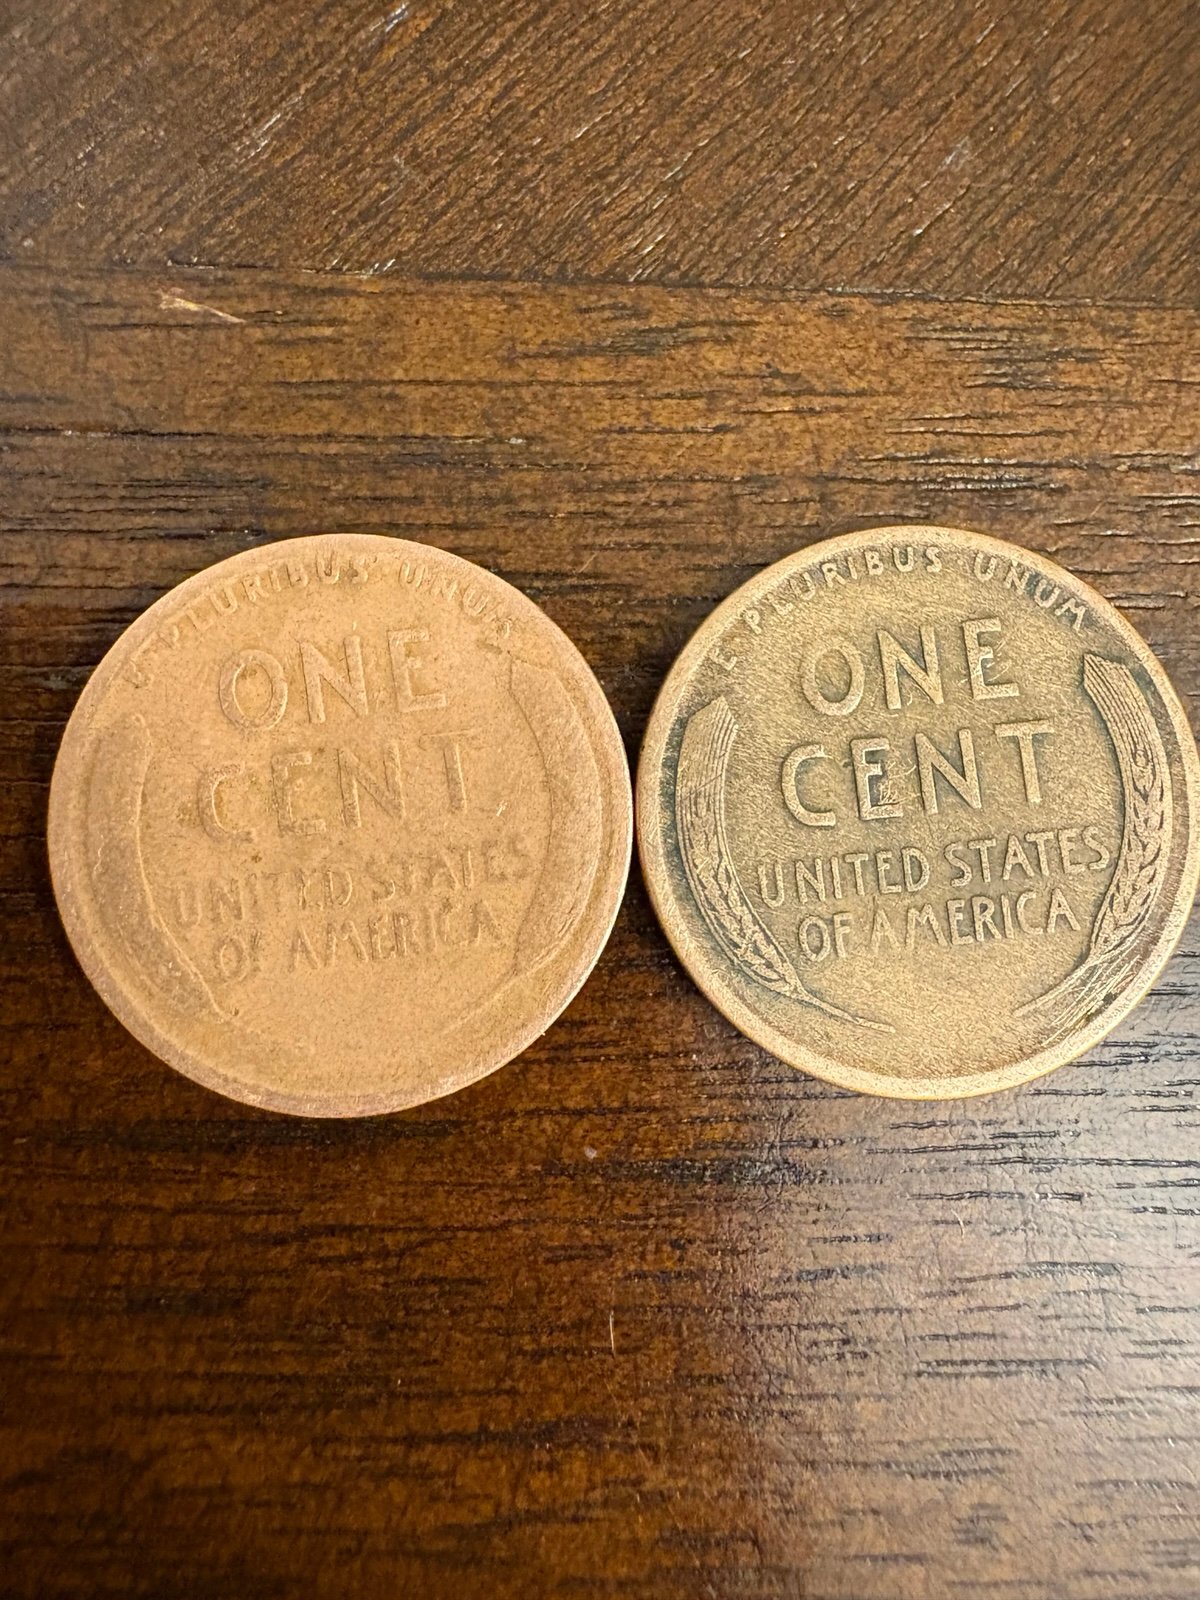 E PLURIBUS UNUM
ONE
CENT
UNITED STATES
OF AMERICA
E PLURIBUS UNUM
ONE
CENT
UNITED STATES
OF AMERICA